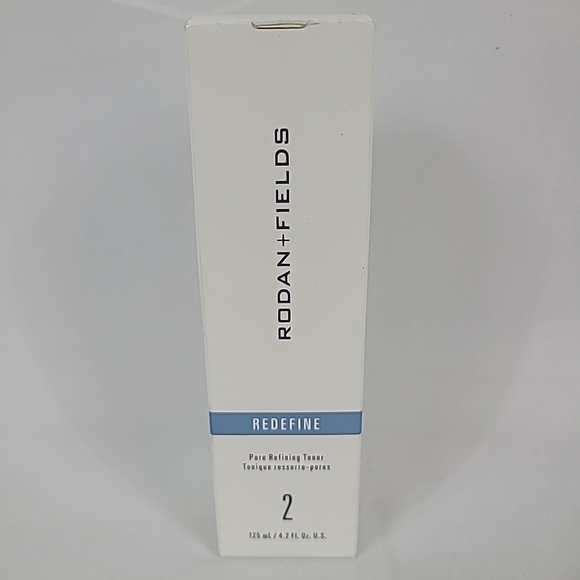 RODAN+FIELDS
REDEFINE
Pore Refining Toner
Tonique resserre-pores
2
125 mL / 4.2 Fl. Oz. U.S.